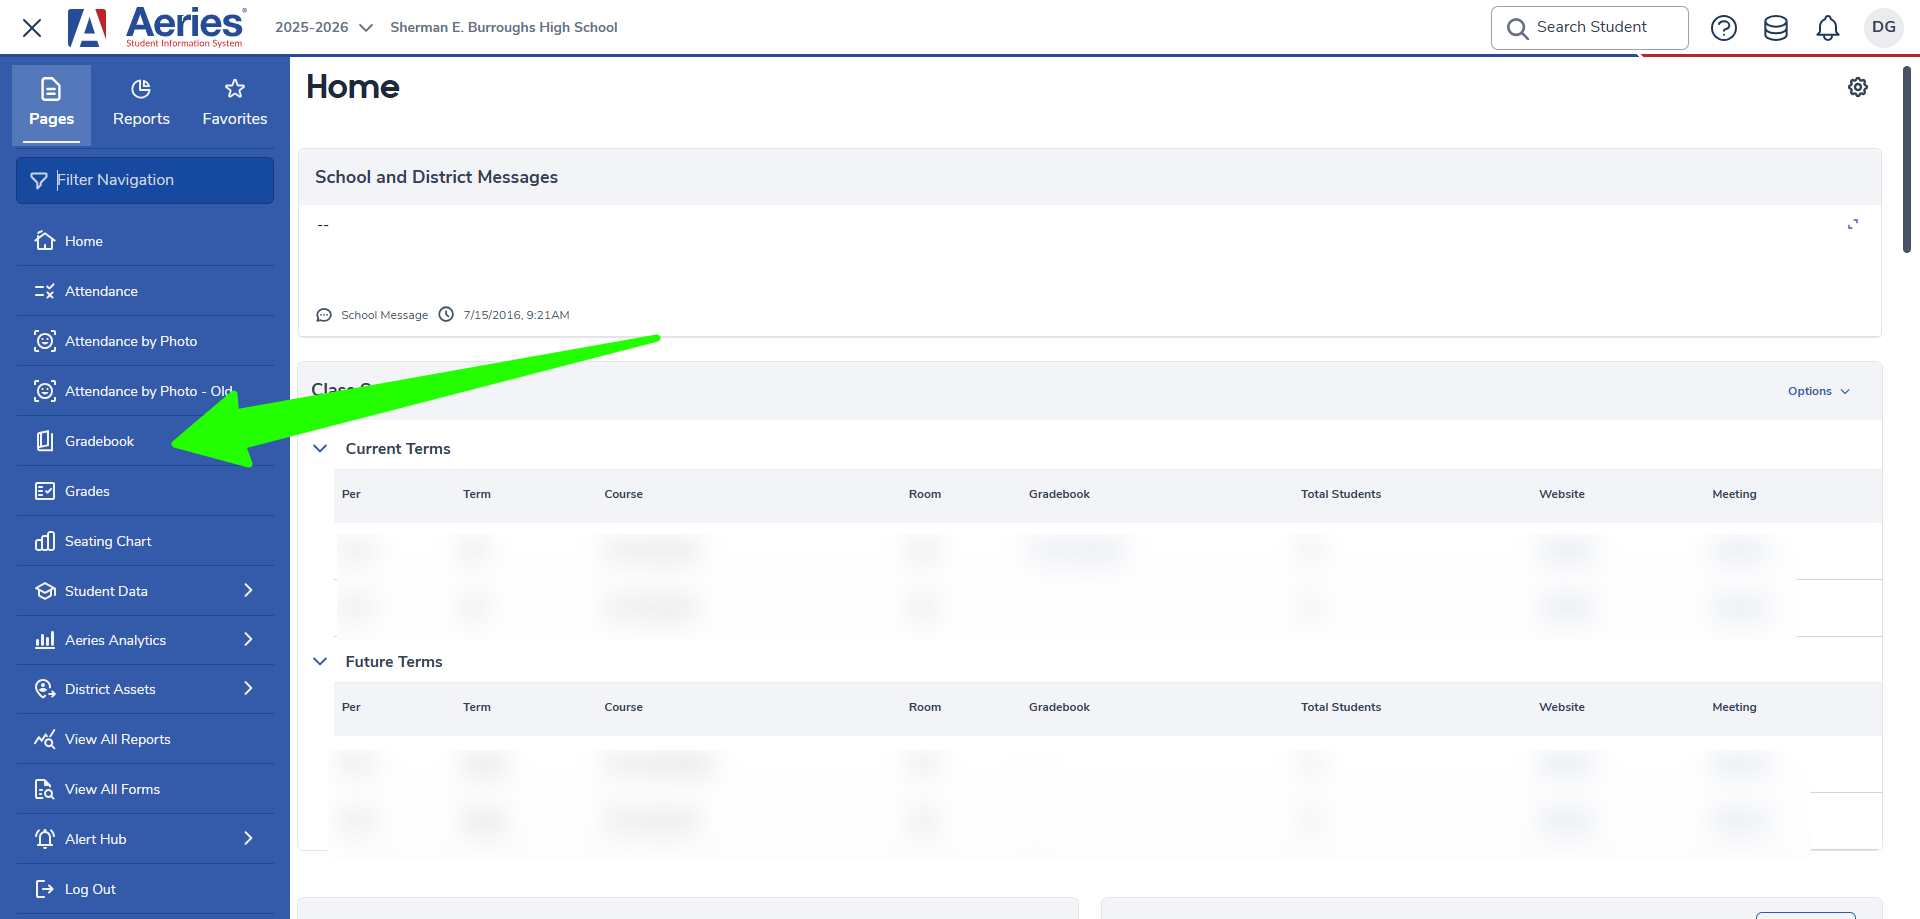 Aeries®
Student Information System
2025-2026
Sherman E. Burroughs High School
Search Student
DG
Pages
Reports
Favorites
Filter Navigation
Home
Attendance
Attendance by Photo
Attendance by Photo - Old
Gradebook
Grades
Seating Chart
Student Data
Aeries Analytics
District Assets
View All Reports
View All Forms
Alert Hub
Log Out
Home
School and District Messages
--
School Message 7/15/2016, 9:21AM
Class
Options
Current Terms
Per Term Course Room Gradebook Total Students Website Meeting
Future Terms
Per Term Course Room Gradebook Total Students Website Meeting